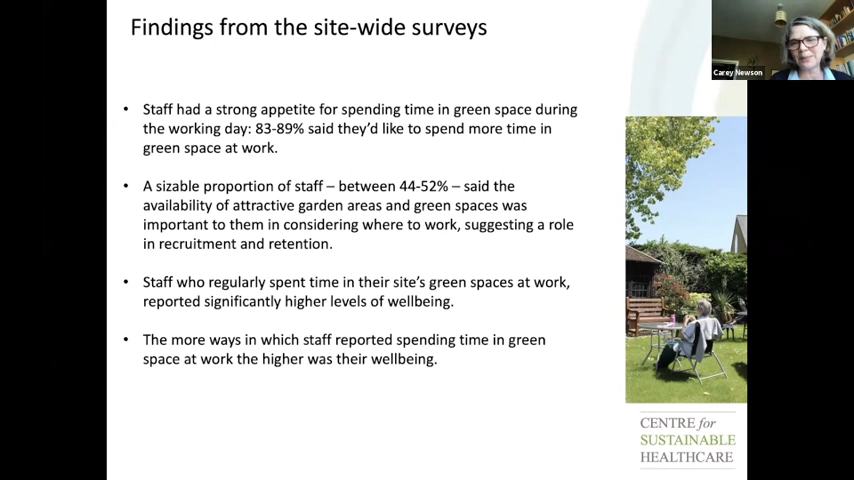 Findings from the site-wide surveys
Carey Newson
• Staff had a strong appetite for spending time in green space during
the working day: 83-89% said they'd like to spend more time in
green space at work.
• A sizable proportion of staff – between 44-52% – said the
availability of attractive garden areas and green spaces was
important to them in considering where to work, suggesting a role
in recruitment and retention.
• Staff who regularly spent time in their site's green spaces at work,
reported significantly higher levels of wellbeing.
• The more ways in which staff reported spending time in green
space at work the higher was their wellbeing.
CENTRE for
SUSTAINABLE
HEALTHCARE